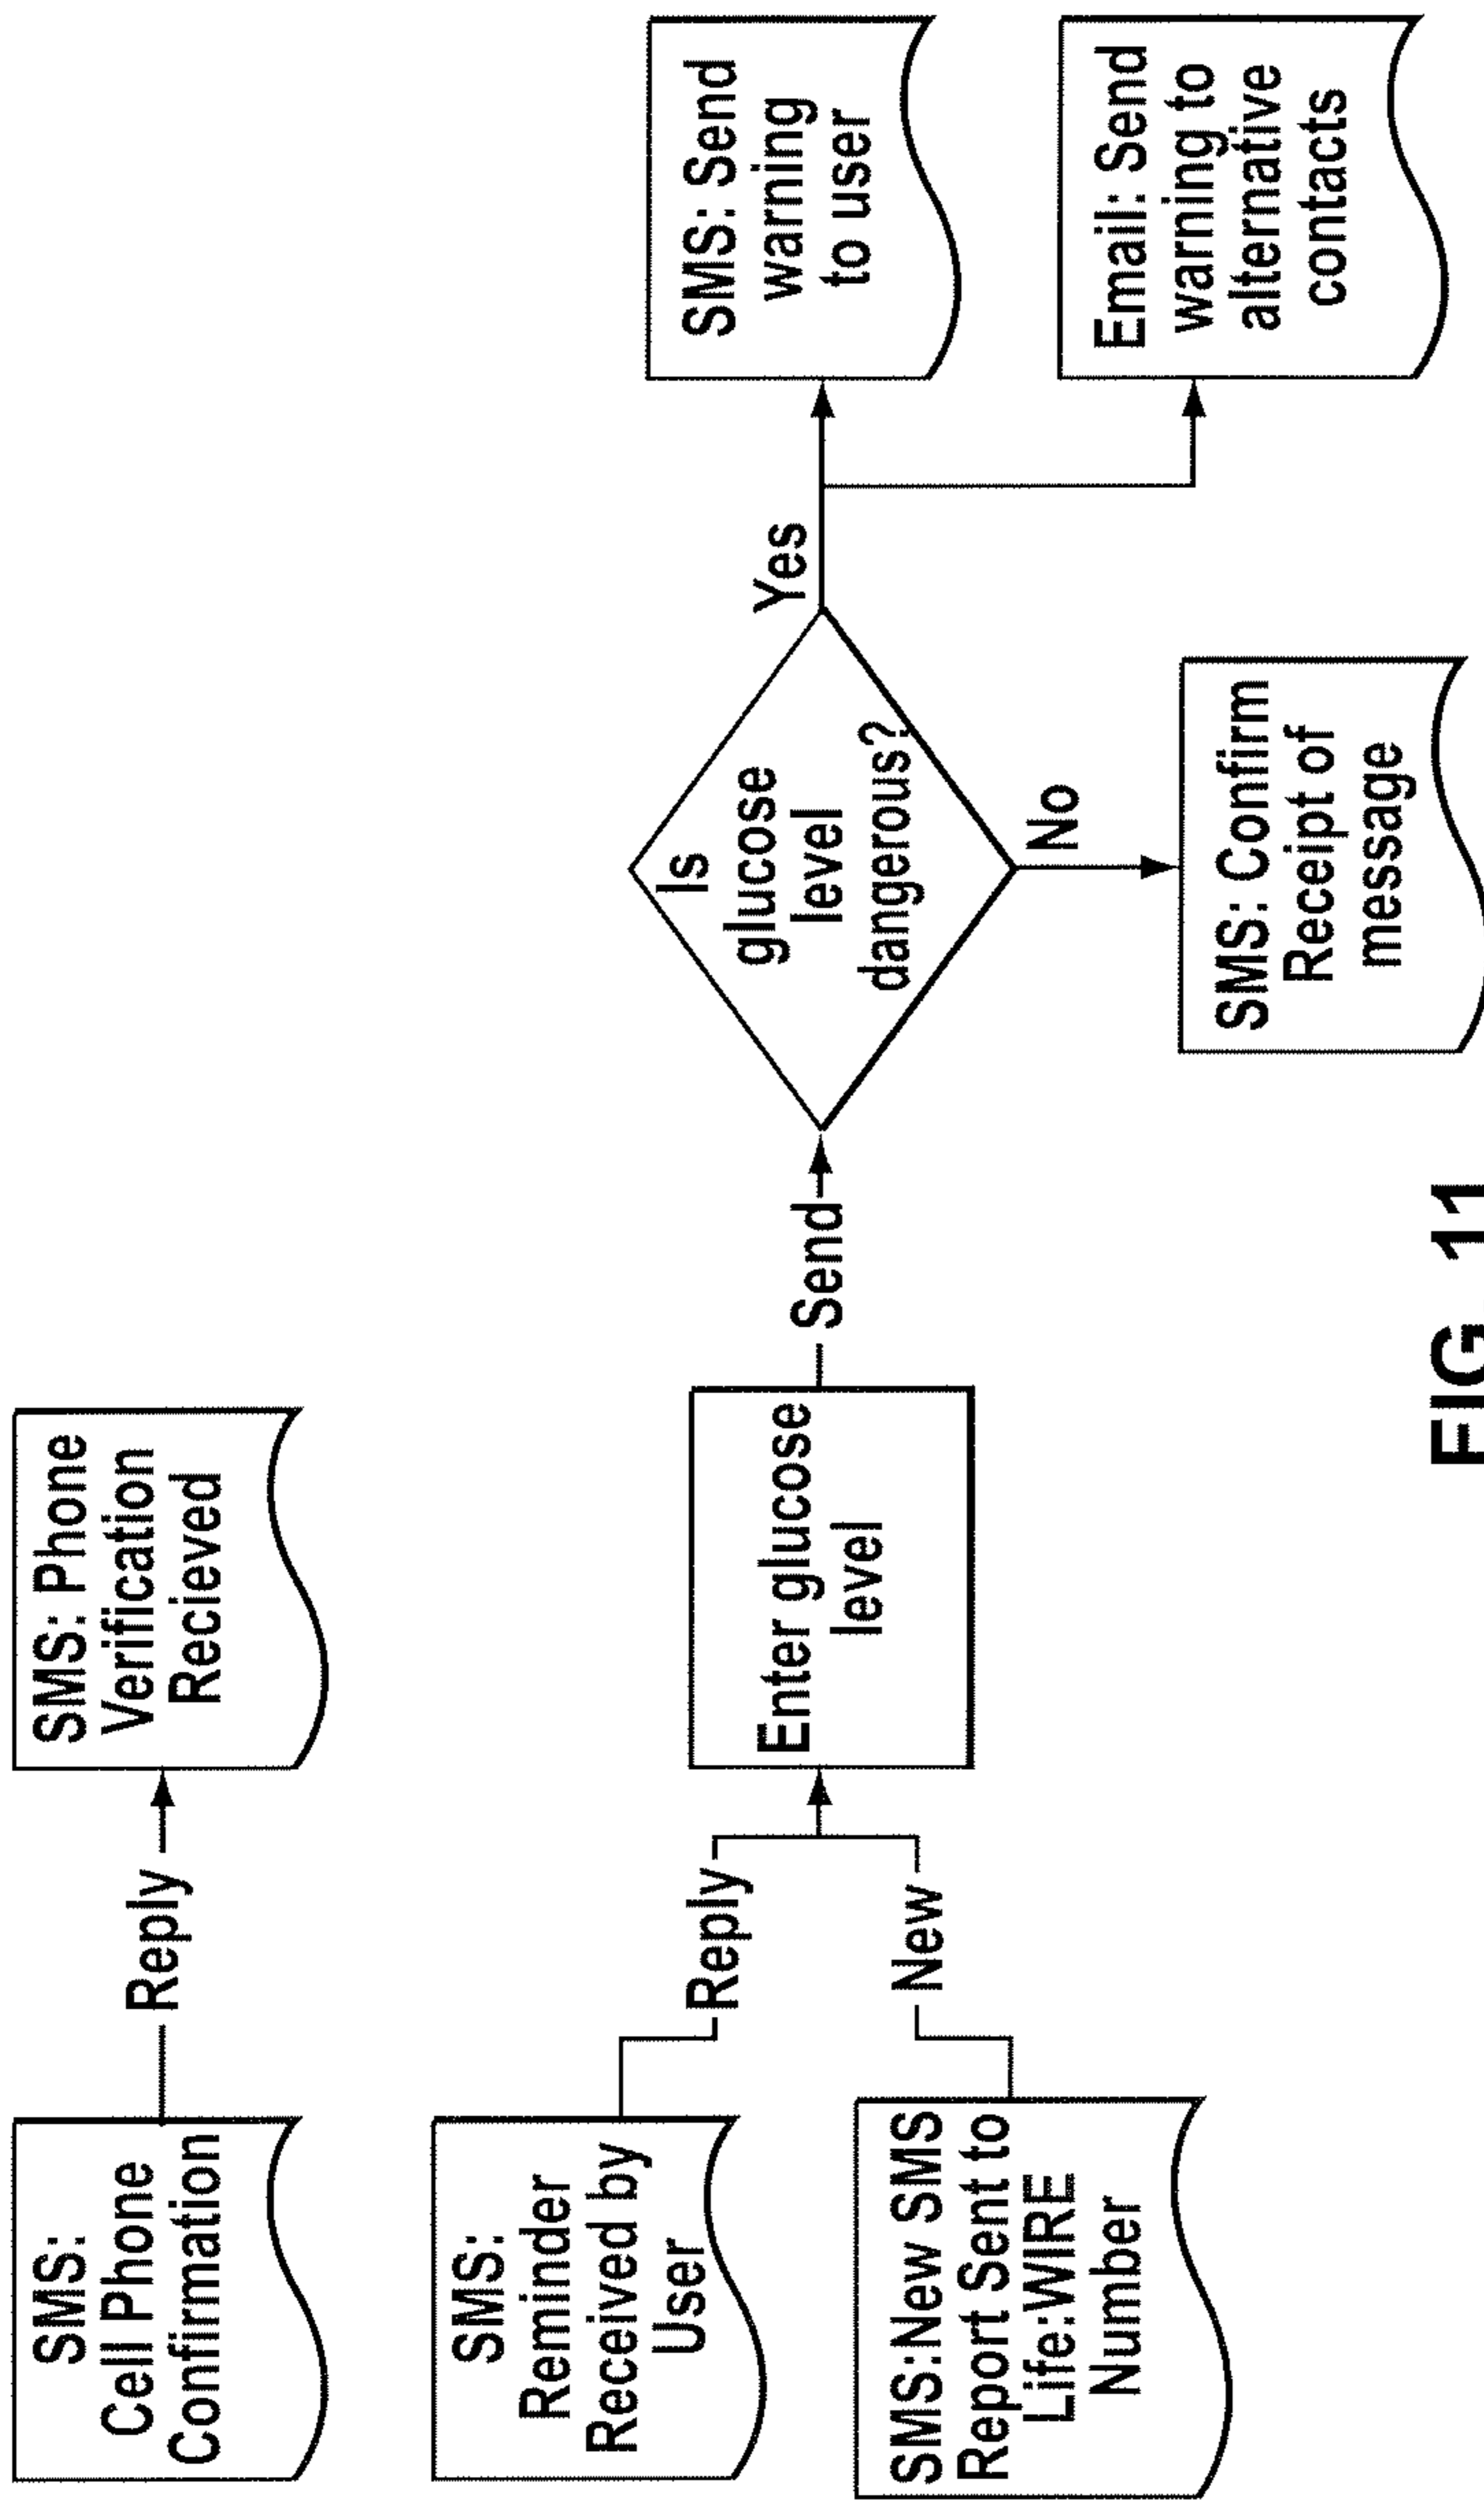 SMS:
Cell Phone
Confirmation
Reply
SMS: Phone
Verification
Recieved
SMS:
Reminder
Received by
User
Reply
SMS:New SMS
Report Sent to
Life:WIRE
Number
New
Enter glucose
level
Send
Is
glucose
level
dangerous?
Yes
No
SMS: Send
warning
to user
Email: Send
warning to
alternative
contacts
SMS: Confirm
Receipt of
message
FIG. 11